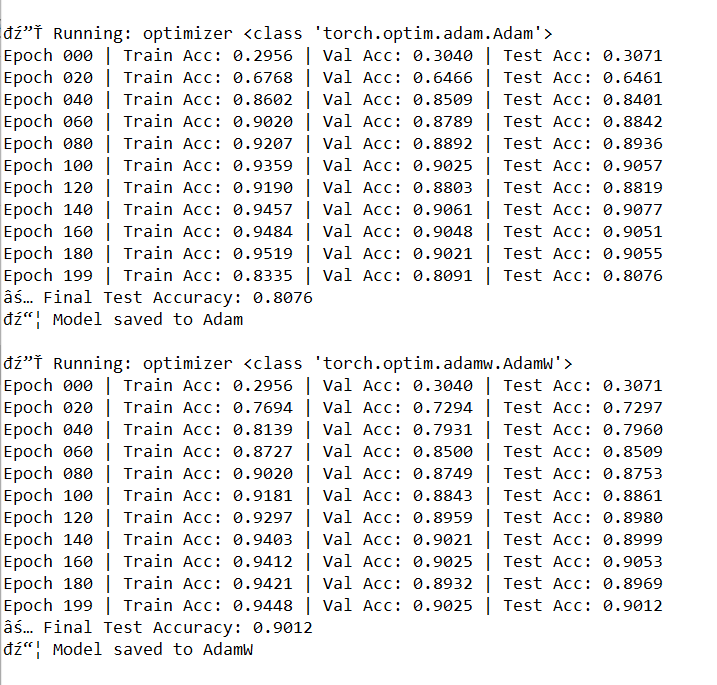 đź”Ť Running: optimizer <class 'torch.optim.adam.Adam'>
Epoch 000 | Train Acc: 0.2956 | Val Acc: 0.3040 | Test Acc: 0.3071
Epoch 020 | Train Acc: 0.6768 | Val Acc: 0.6466 | Test Acc: 0.6461
Epoch 040 | Train Acc: 0.8602 | Val Acc: 0.8509 | Test Acc: 0.8401
Epoch 060 | Train Acc: 0.9020 | Val Acc: 0.8789 | Test Acc: 0.8842
Epoch 080 | Train Acc: 0.9207 | Val Acc: 0.8892 | Test Acc: 0.8936
Epoch 100 | Train Acc: 0.9359 | Val Acc: 0.9025 | Test Acc: 0.9057
Epoch 120 | Train Acc: 0.9190 | Val Acc: 0.8803 | Test Acc: 0.8819
Epoch 140 | Train Acc: 0.9457 | Val Acc: 0.9061 | Test Acc: 0.9077
Epoch 160 | Train Acc: 0.9484 | Val Acc: 0.9048 | Test Acc: 0.9051
Epoch 180 | Train Acc: 0.9519 | Val Acc: 0.9021 | Test Acc: 0.9055
Epoch 199 | Train Acc: 0.8335 | Val Acc: 0.8091 | Test Acc: 0.8076
âś… Final Test Accuracy: 0.8076
đź“¦ Model saved to Adam
đź”Ť Running: optimizer <class 'torch.optim.adamw.AdamW'>
Epoch 000 | Train Acc: 0.2956 | Val Acc: 0.3040 | Test Acc: 0.3071
Epoch 020 | Train Acc: 0.7694 | Val Acc: 0.7294 | Test Acc: 0.7297
Epoch 040 | Train Acc: 0.8139 | Val Acc: 0.7931 | Test Acc: 0.7960
Epoch 060 | Train Acc: 0.8727 | Val Acc: 0.8500 | Test Acc: 0.8509
Epoch 080 | Train Acc: 0.9020 | Val Acc: 0.8749 | Test Acc: 0.8753
Epoch 100 | Train Acc: 0.9181 | Val Acc: 0.8843 | Test Acc: 0.8861
Epoch 120 | Train Acc: 0.9297 | Val Acc: 0.8959 | Test Acc: 0.8980
Epoch 140 | Train Acc: 0.9403 | Val Acc: 0.9021 | Test Acc: 0.8999
Epoch 160 | Train Acc: 0.9412 | Val Acc: 0.9025 | Test Acc: 0.9053
Epoch 180 | Train Acc: 0.9421 | Val Acc: 0.8932 | Test Acc: 0.8969
Epoch 199 | Train Acc: 0.9448 | Val Acc: 0.9025 | Test Acc: 0.9012
âś… Final Test Accuracy: 0.9012
đź“¦ Model saved to AdamW